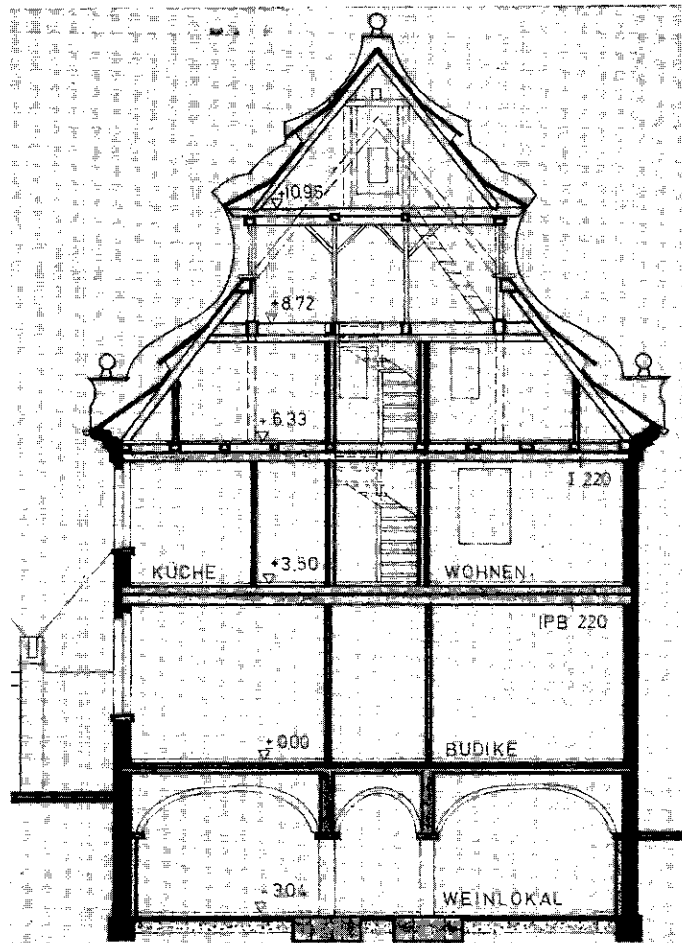 +10.96
+8.72
+6.33
I 220
KÜCHE
+3.50
WOHNEN
IPB 220
±0.00
BUDIKE
-3.04
WEINLOKAL